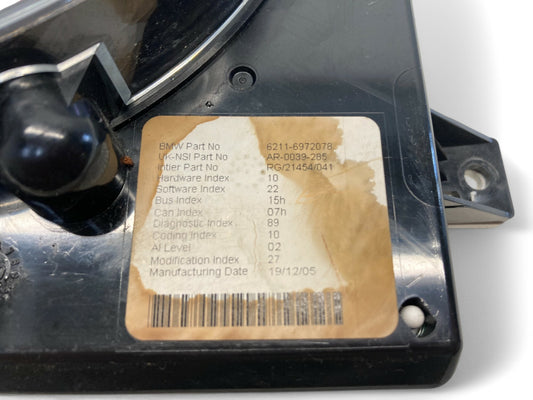 BMW Part No 6211-6972078
UK-NSI Part No AR-0039-285
Intier Part No RG/21454/041
Hardware Index 10
Software Index 22
Bus Index 15h
Can Index 07h
Diagnostic Index 89
Coding Index 10
AI Level 02
Modification Index 27
Manufacturing Date 19/12/05